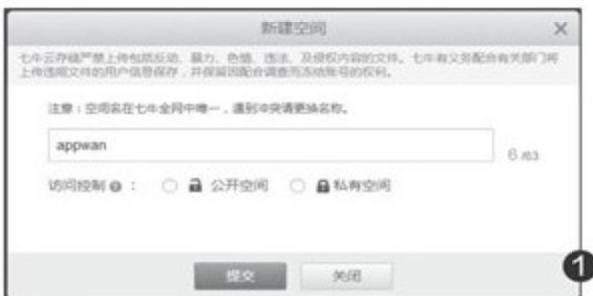 新建空间
七牛云存储严禁上传包括反动、暴力、色情、违法、及侵权内容的文件。七牛有义务配合有关部门将
上传违规文件的用户信息保存，并保留因配合调查而冻结账号的权利。
注意：空间名在七牛全网中唯一，遇到冲突请更换名称。
appwan
6 /63
访问控制 ： 公开空间 私有空间
提交 关闭
1